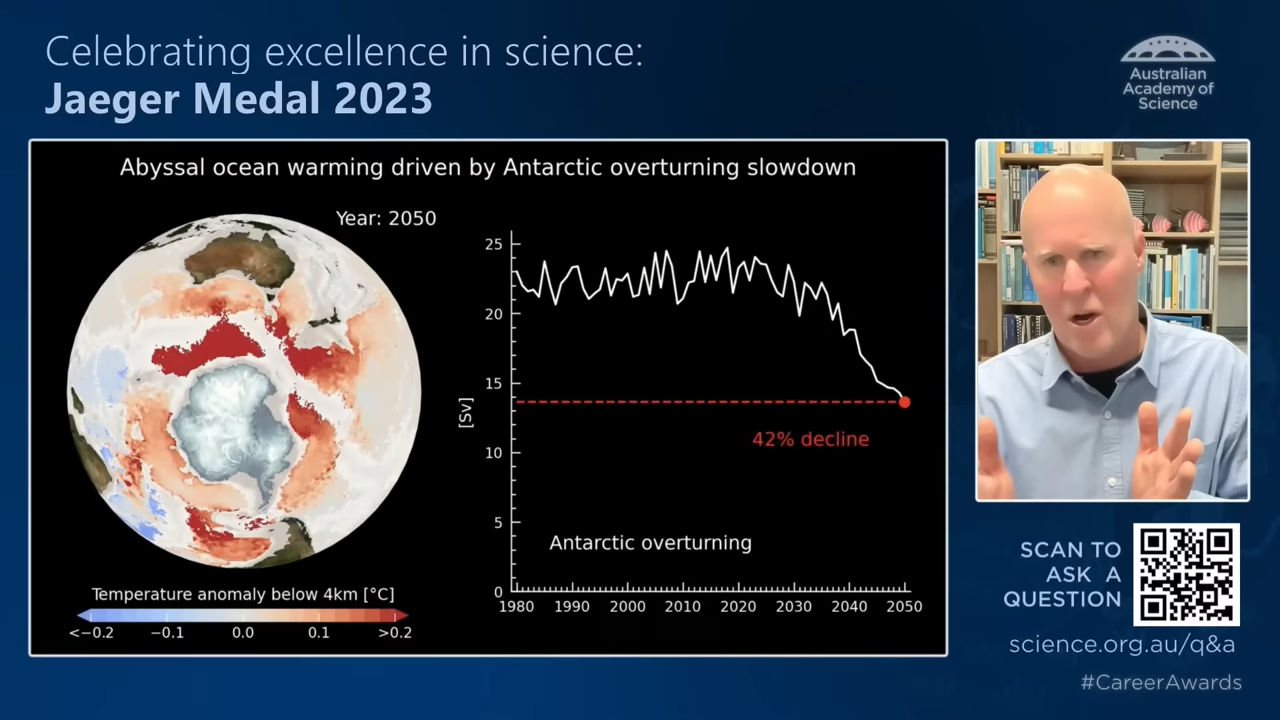 Celebrating excellence in science:
Jaeger Medal 2023
Australian
Academy of
Science
Abyssal ocean warming driven by Antarctic overturning slowdown
Year: 2050
Temperature anomaly below 4km [°C]
<−0.2
−0.1
0.0
0.1
>0.2
[Sv]
25
20
15
10
5
0
42% decline
Antarctic overturning
1980
1990
2000
2010
2020
2030
2040
2050
SCAN TO
ASK A
QUESTION
science.org.au/q&a
#CareerAwards